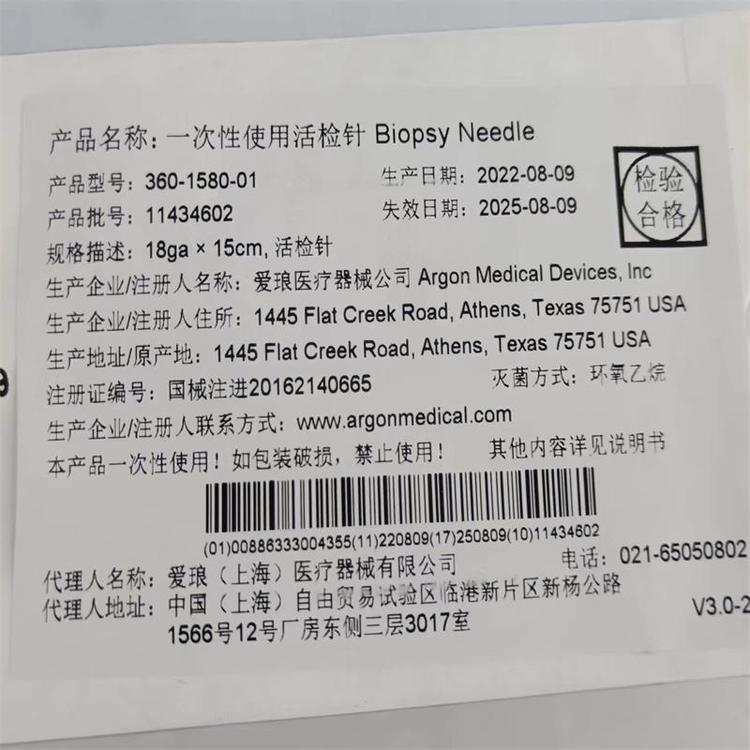 产品名称：一次性使用活检针 Biopsy Needle
产品型号：360-1580-01 生产日期：2022-08-09
产品批号：11434602 失效日期：2025-08-09
检验
合格
规格描述：18ga × 15cm, 活检针
生产企业/注册人名称：爱琅医疗器械公司 Argon Medical Devices, Inc
生产企业/注册人住所：1445 Flat Creek Road, Athens, Texas 75751 USA
生产地址/原产地：1445 Flat Creek Road, Athens, Texas 75751 USA
注册证编号：国械注进20162140665 灭菌方式：环氧乙烷
生产企业/注册人联系方式：www.argonmedical.com
本产品一次性使用！如包装破损，禁止使用！ 其他内容详见说明书
(01)00886333004355(11)220809(17)250809(10)11434602
代理人名称：爱琅（上海）医疗器械有限公司 电话：021-65050802
代理人地址：中国（上海）自由贸易试验区临港新片区新杨公路
1566号12号厂房东侧三层3017室
V3.0-2
9